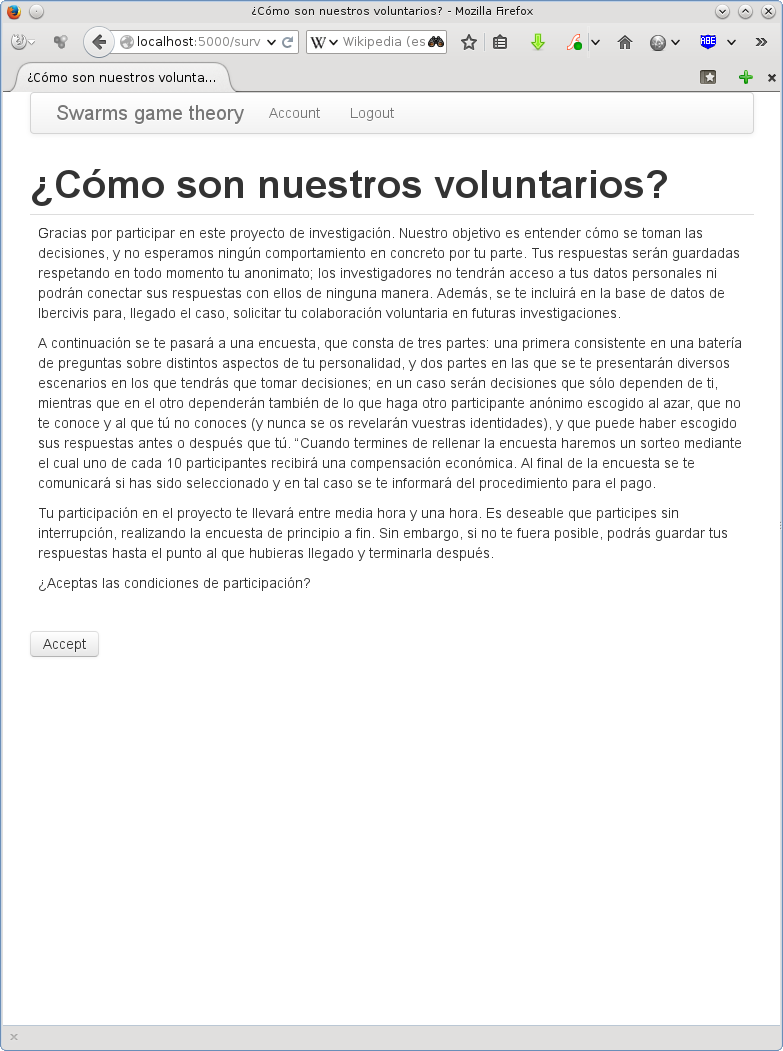 ¿Cómo son nuestros voluntarios? - Mozilla Firefox
localhost:5000/surv
W Wikipedia (es
ABE
¿Cómo son nuestros volunta...
Swarms game theory Account Logout
¿Cómo son nuestros voluntarios?
Gracias por participar en este proyecto de investigación. Nuestro objetivo es entender cómo se toman las
decisiones, y no esperamos ningún comportamiento en concreto por tu parte. Tus respuestas serán guardadas
respetando en todo momento tu anonimato; los investigadores no tendrán acceso a tus datos personales ni
podrán conectar sus respuestas con ellos de ninguna manera. Además, se te incluirá en la base de datos de
Ibercivis para, llegado el caso, solicitar tu colaboración voluntaria en futuras investigaciones.
A continuación se te pasará a una encuesta, que consta de tres partes: una primera consistente en una batería
de preguntas sobre distintos aspectos de tu personalidad, y dos partes en las que se te presentarán diversos
escenarios en los que tendrás que tomar decisiones; en un caso serán decisiones que sólo dependen de ti,
mientras que en el otro dependerán también de lo que haga otro participante anónimo escogido al azar, que no
te conoce y al que tú no conoces (y nunca se os revelarán vuestras identidades), y que puede haber escogido
sus respuestas antes o después que tú. “Cuando termines de rellenar la encuesta haremos un sorteo mediante
el cual uno de cada 10 participantes recibirá una compensación económica. Al final de la encuesta se te
comunicará si has sido seleccionado y en tal caso se te informará del procedimiento para el pago.
Tu participación en el proyecto te llevará entre media hora y una hora. Es deseable que participes sin
interrupción, realizando la encuesta de principio a fin. Sin embargo, si no te fuera posible, podrás guardar tus
respuestas hasta el punto al que hubieras llegado y terminarla después.
¿Aceptas las condiciones de participación?
Accept